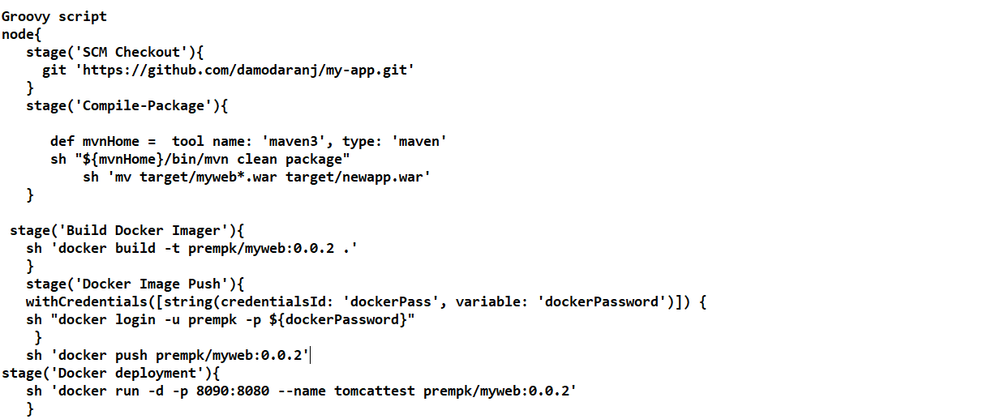 Groovy script
node{
stage('SCM Checkout'){
git 'https://github.com/damodaranj/my-app.git'
}
stage('Compile-Package'){
def mvnHome =  tool name: 'maven3', type: 'maven'
sh "${mvnHome}/bin/mvn clean package"
sh 'mv target/myweb*.war target/newapp.war'
}
stage('Build Docker Imager'){
sh 'docker build -t prempk/myweb:0.0.2 .'
}
stage('Docker Image Push'){
withCredentials([string(credentialsId: 'dockerPass', variable: 'dockerPassword')]) {
sh "docker login -u prempk -p ${dockerPassword}"
}
sh 'docker push prempk/myweb:0.0.2'
stage('Docker deployment'){
sh 'docker run -d -p 8090:8080 --name tomcattest prempk/myweb:0.0.2'
}